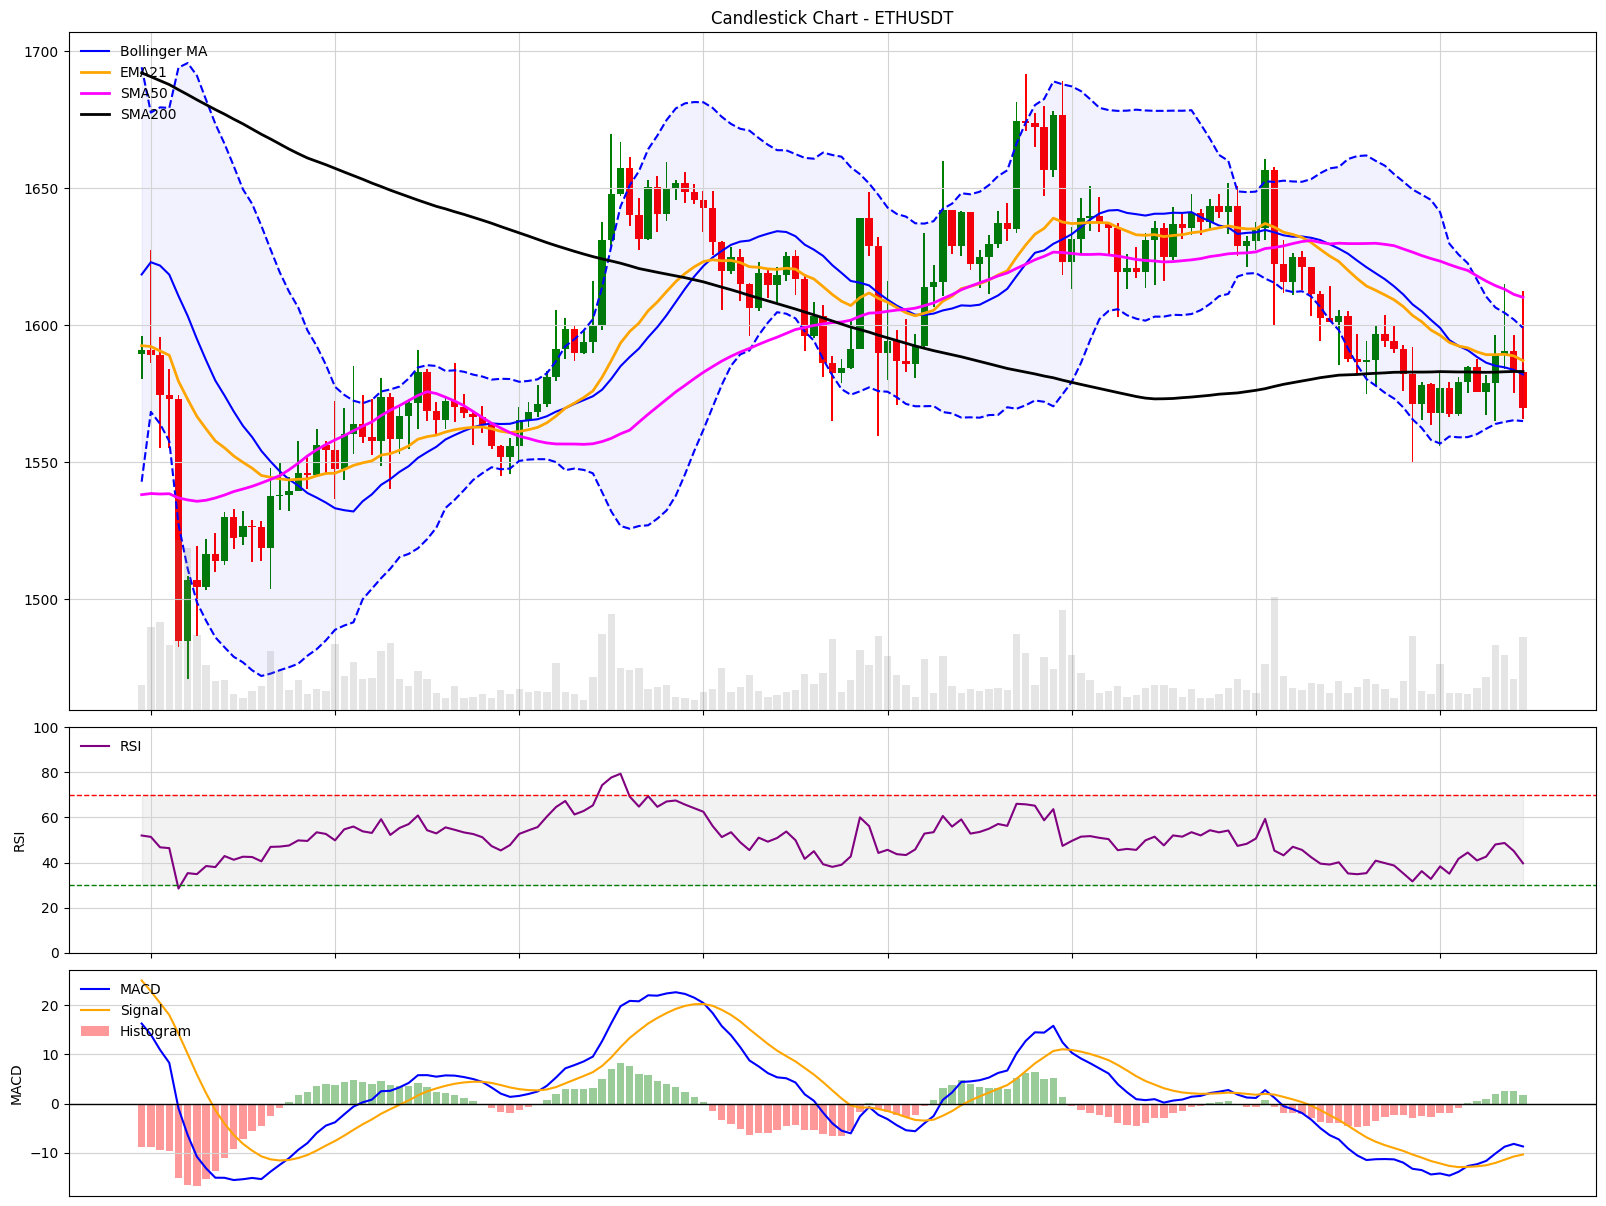 Candlestick Chart - ETHUSDT
Bollinger MA
EMA21
SMA50
SMA200
1700
1650
1600
1550
1500
RSI
100
80
60
40
20
0
RSI
MACD
Signal
Histogram
20
10
0
−10
MACD